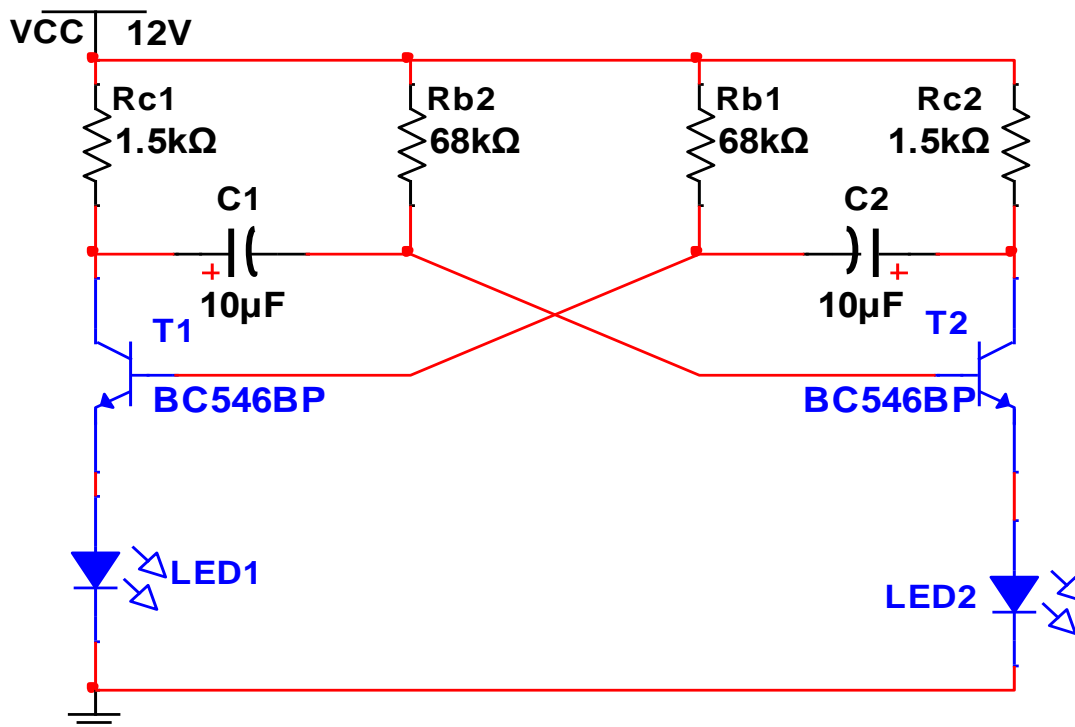 VCC 12V
Rc1
1.5kΩ
Rb2
68kΩ
Rb1
68kΩ
Rc2
1.5kΩ
C1
+
10µF
C2
+
10µF
T1
BC546BP
T2
BC546BP
LED1
LED2